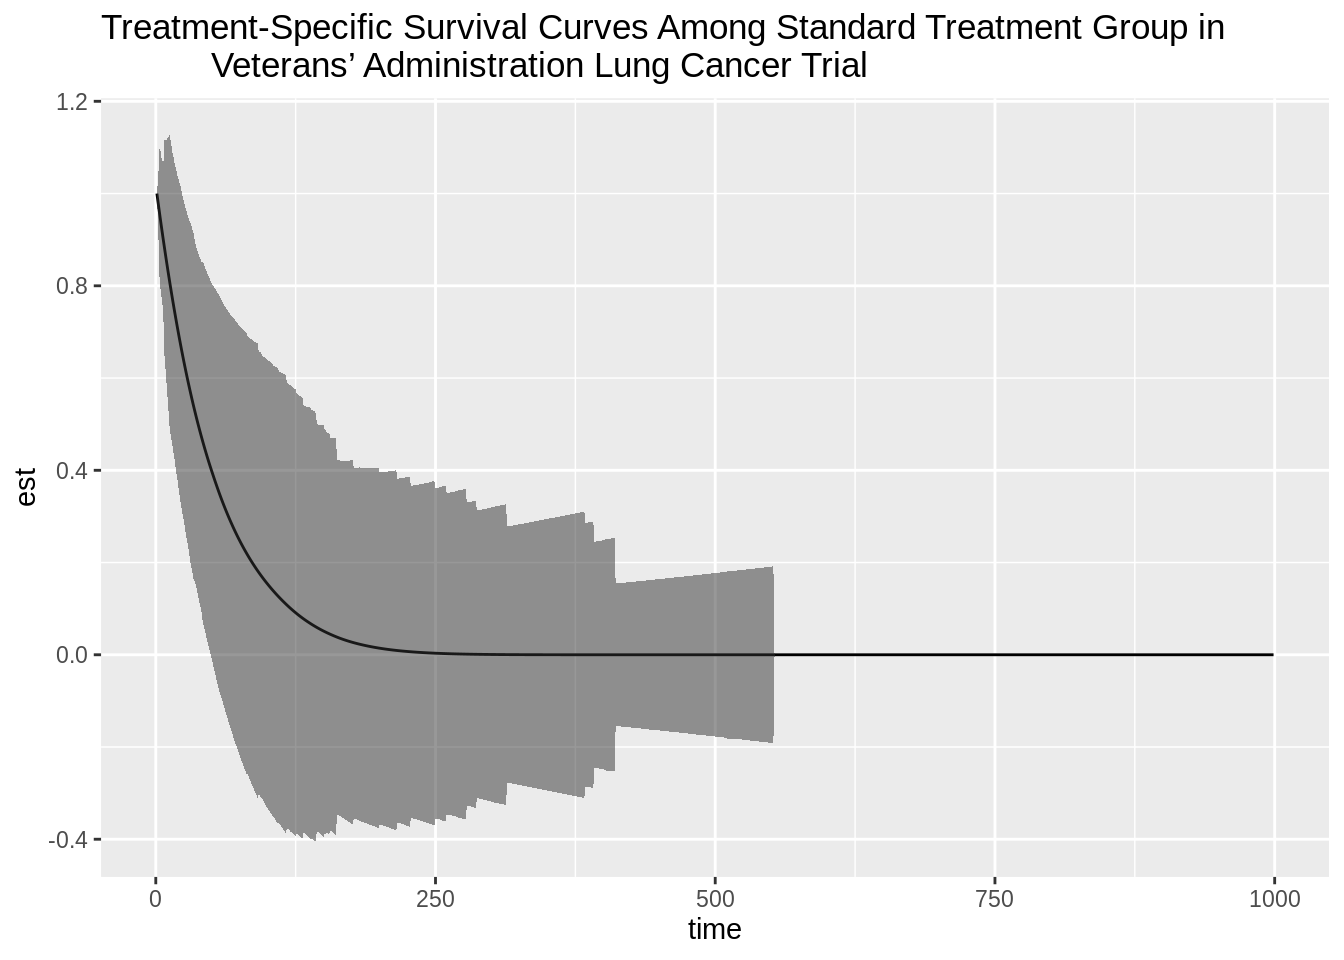 Treatment-Specific Survival Curves Among Standard Treatment Group in
Veterans’ Administration Lung Cancer Trial
1.2
0.8
0.4
0.0
-0.4
est
0 250 500 750 1000
time